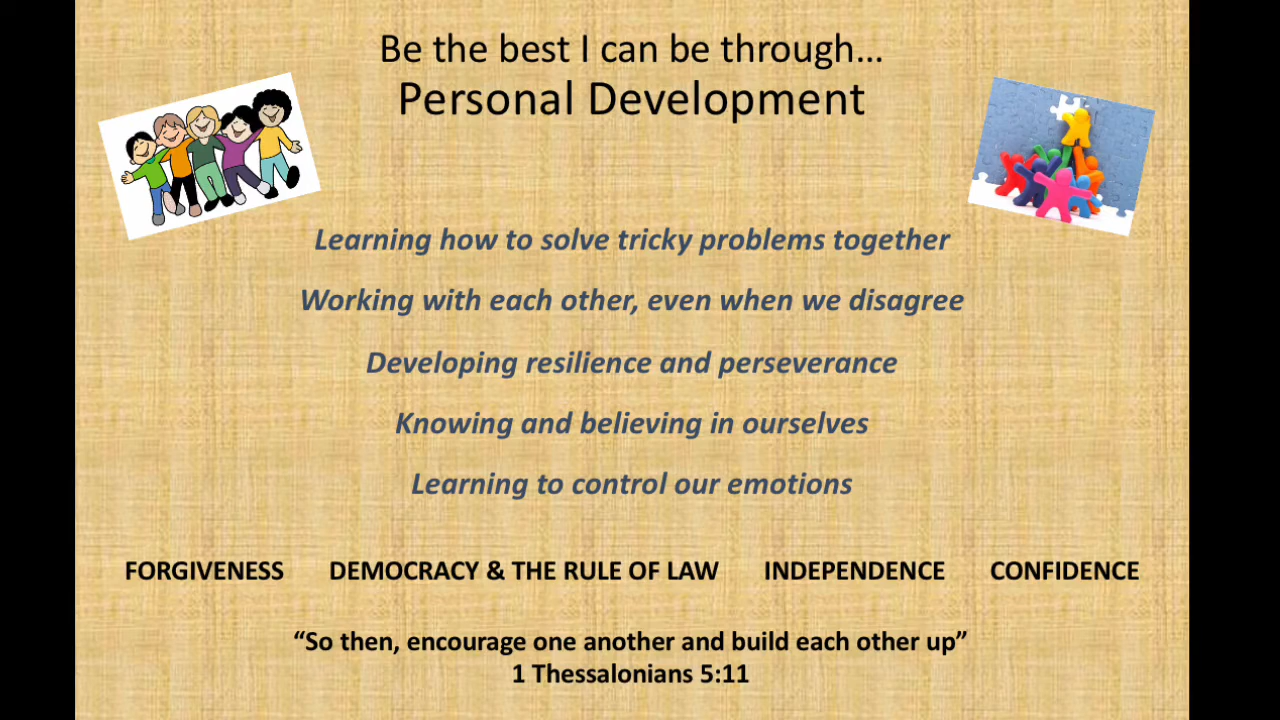 Be the best I can be through...
Personal Development
Learning how to solve tricky problems together
Working with each other, even when we disagree
Developing resilience and perseverance
Knowing and believing in ourselves
Learning to control our emotions
FORGIVENESS DEMOCRACY & THE RULE OF LAW INDEPENDENCE CONFIDENCE
“So then, encourage one another and build each other up”
1 Thessalonians 5:11